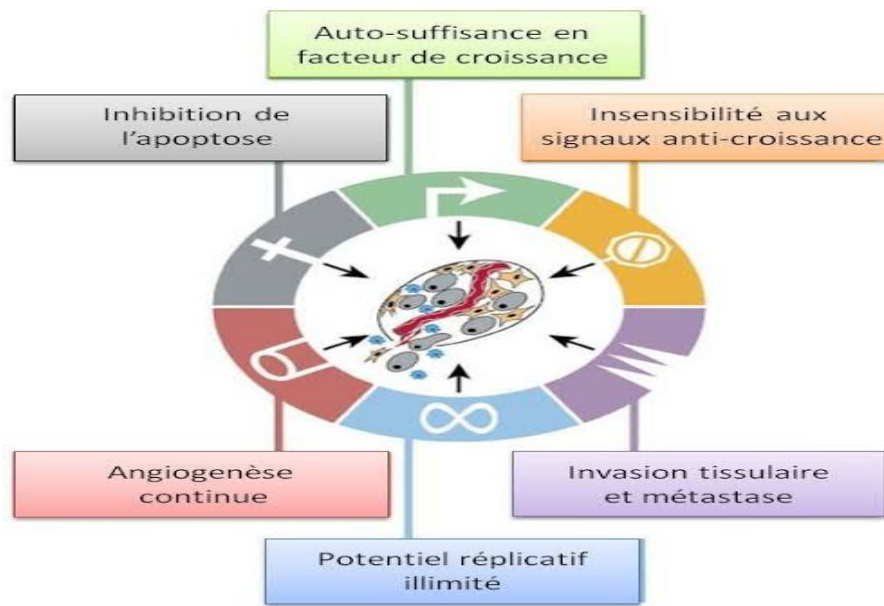 Auto-suffisance en
facteur de croissance
Inhibition de
l’apoptose
Insensibilité aux
signaux anti-croissance
Angiogenèse
continue
Invasion tissulaire
et métastase
Potentiel réplicatif
illimité